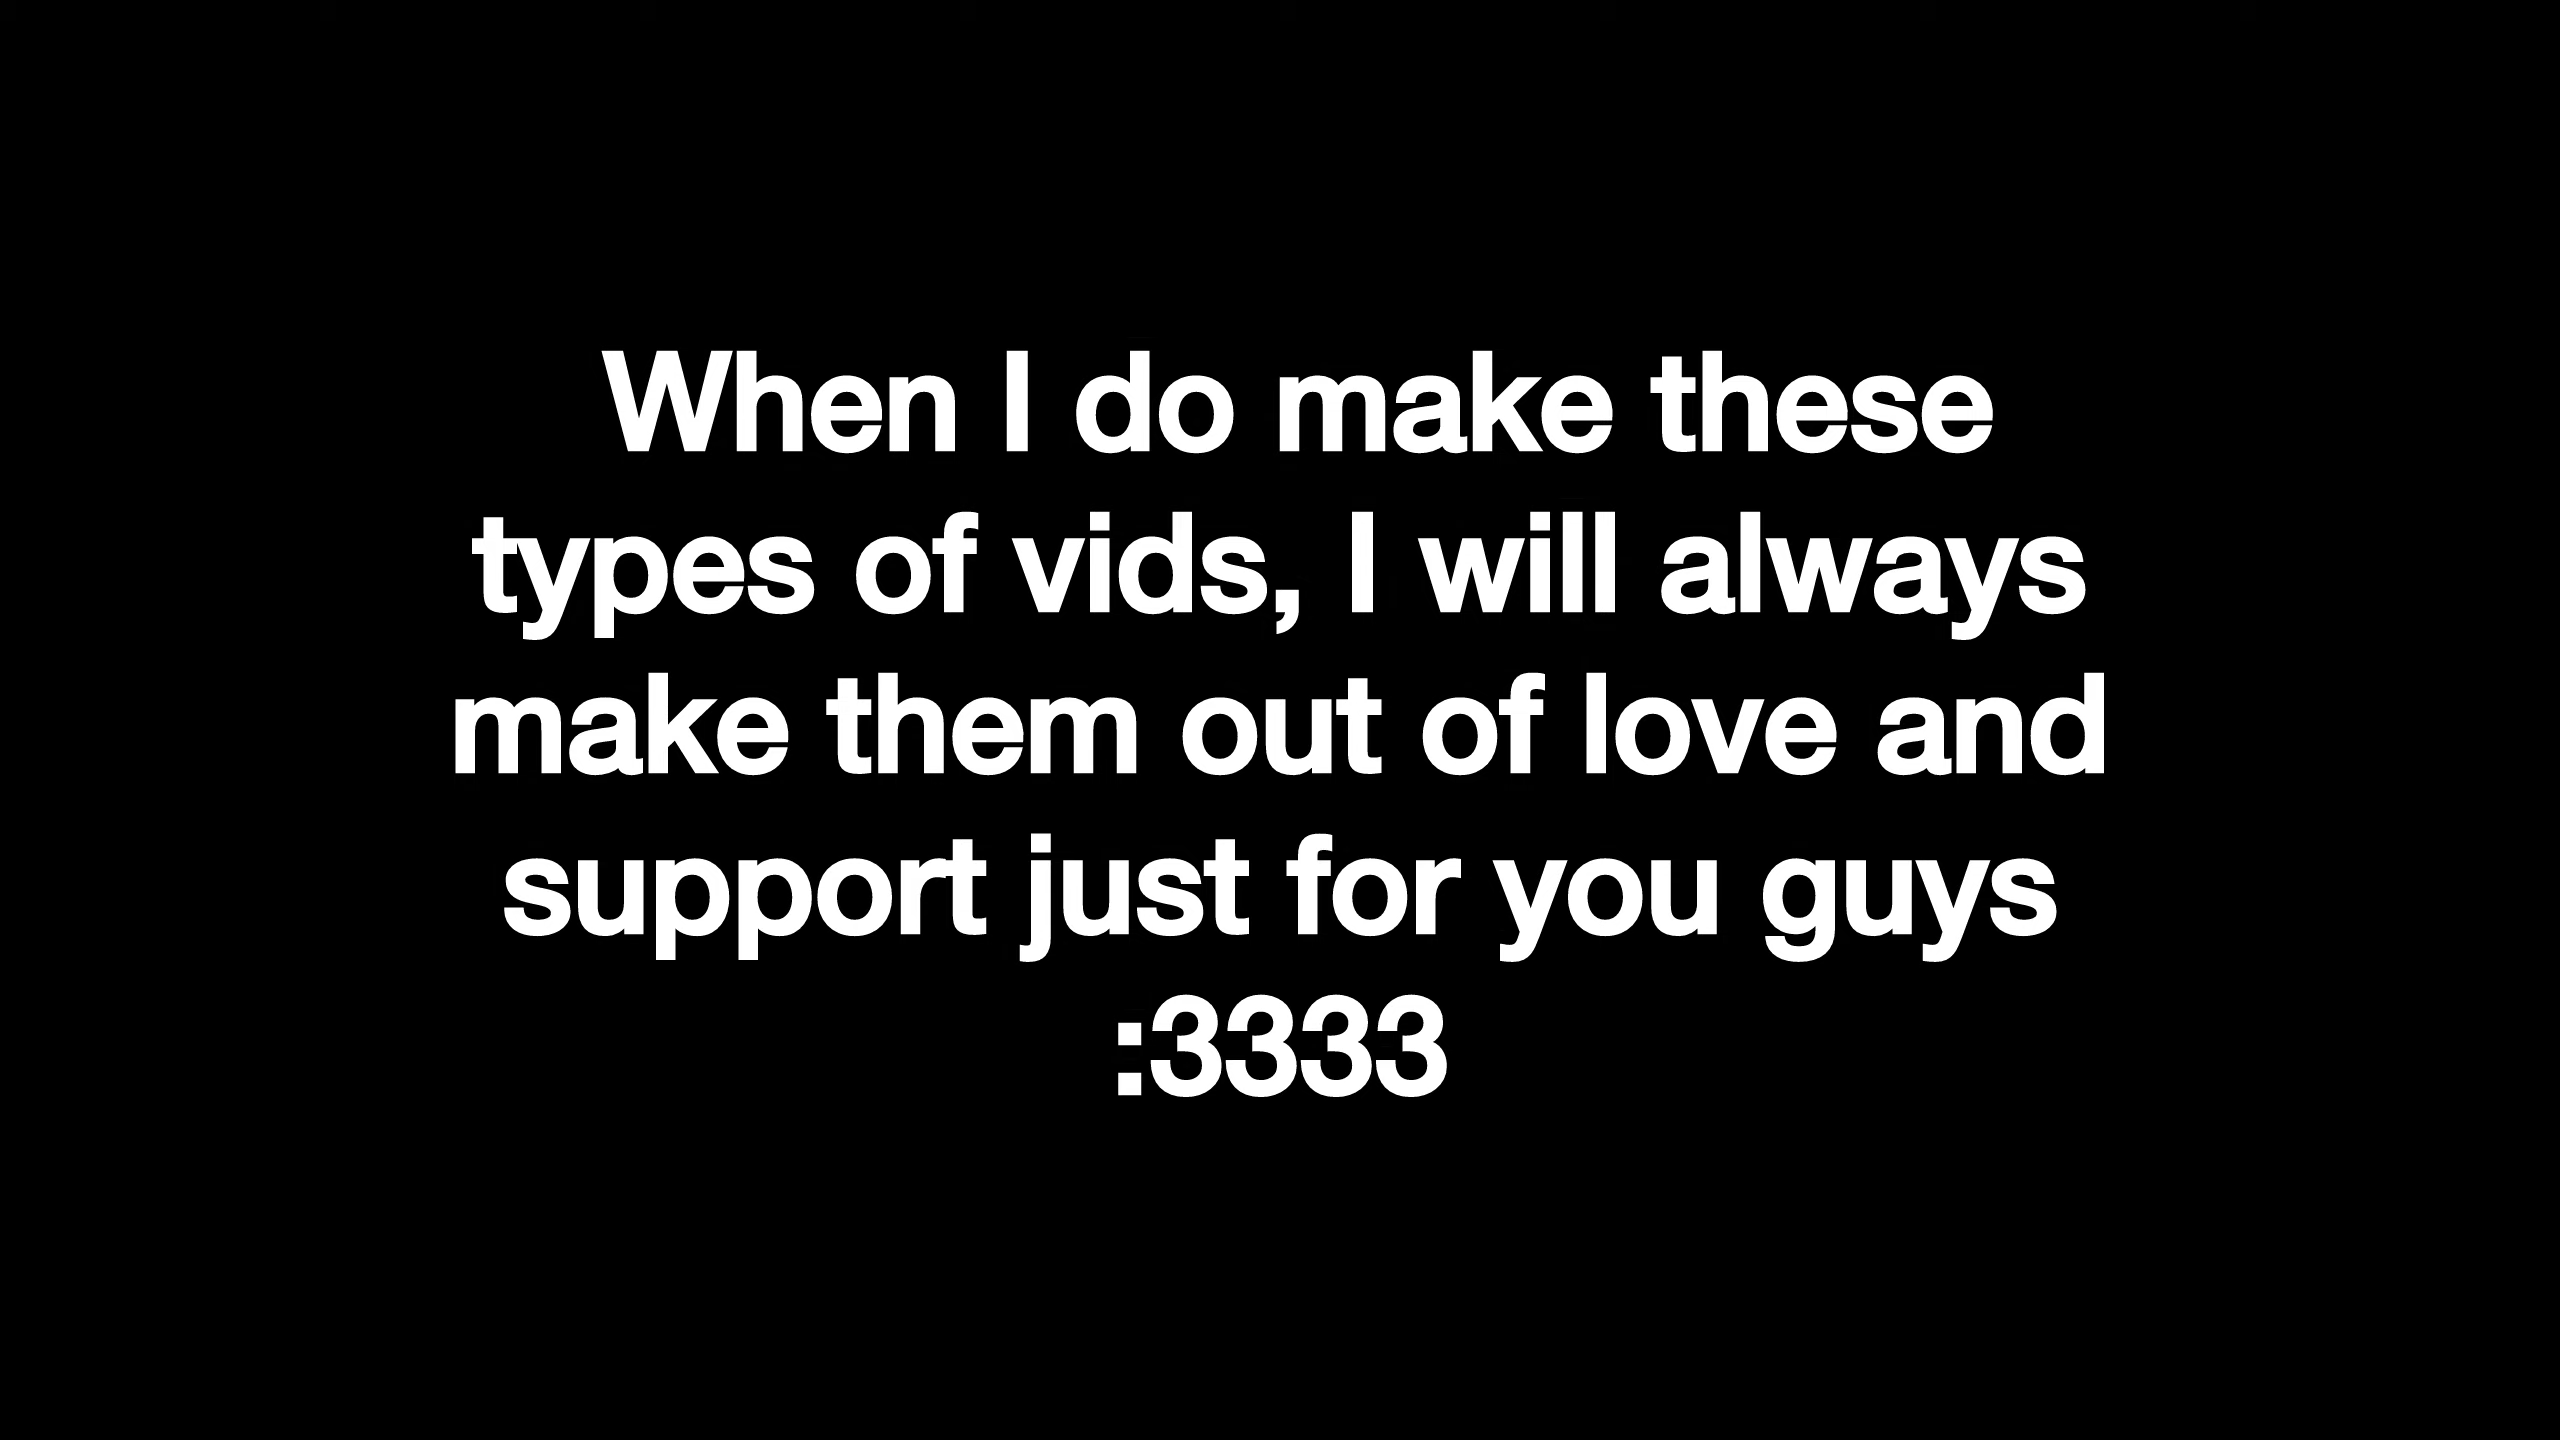 When I do make these
types of vids, I will always
make them out of love and
support just for you guys
:3333